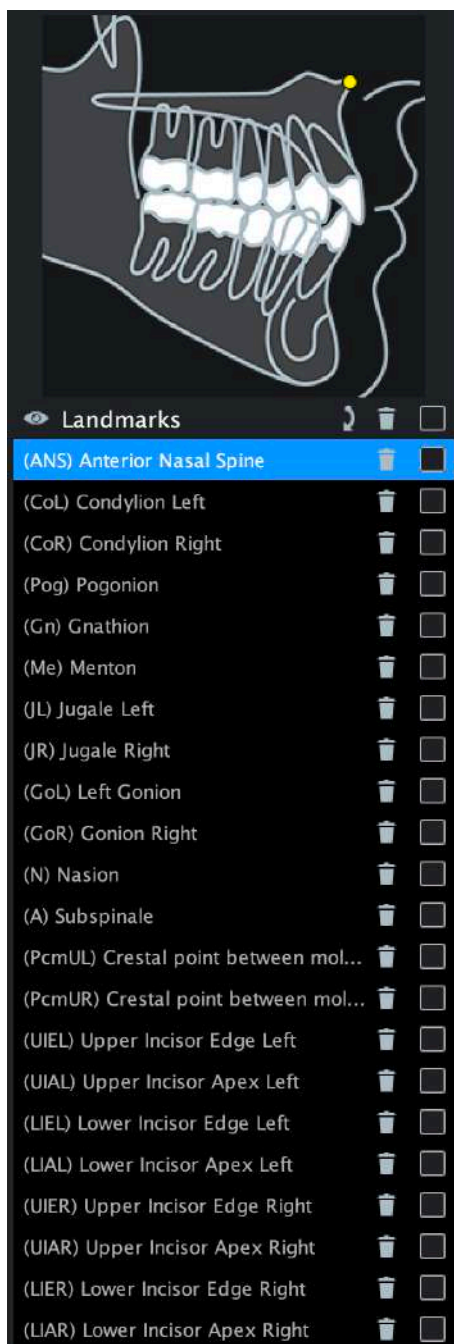 Landmarks
(ANS) Anterior Nasal Spine
(CoL) Condylion Left
(CoR) Condylion Right
(Pog) Pogonion
(Gn) Gnathion
(Me) Menton
(JL) Jugale Left
(JR) Jugale Right
(GoL) Left Gonion
(GoR) Gonion Right
(N) Nasion
(A) Subspinale
(PcmUL) Crestal point between mol...
(PcmUR) Crestal point between mol...
(UIEL) Upper Incisor Edge Left
(UIAL) Upper Incisor Apex Left
(LIEL) Lower Incisor Edge Left
(LIAL) Lower Incisor Apex Left
(UIER) Upper Incisor Edge Right
(UIAR) Upper Incisor Apex Right
(LIER) Lower Incisor Edge Right
(LIAR) Lower Incisor Apex Right